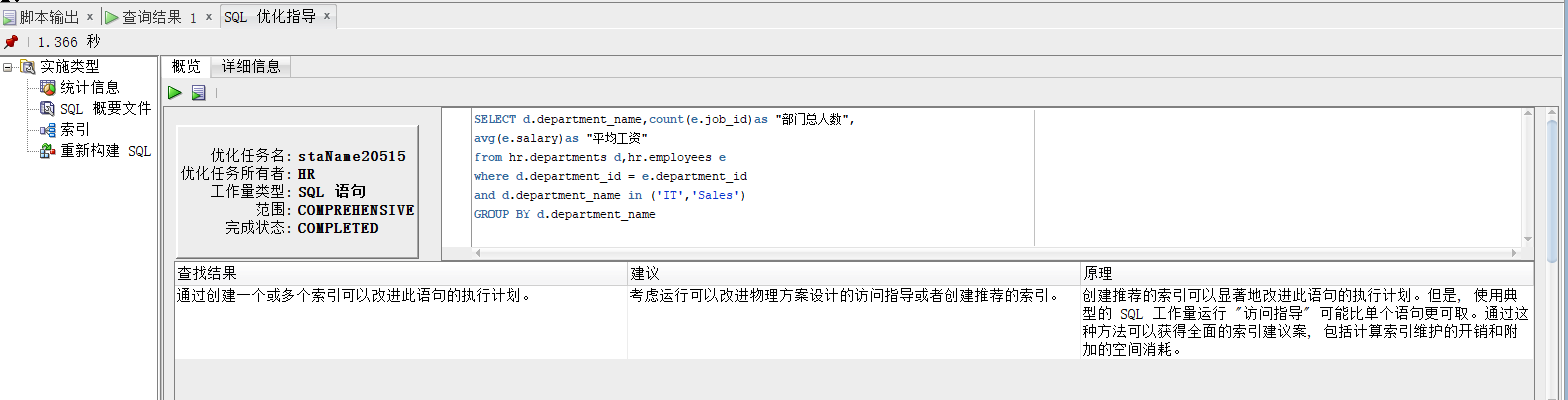 脚本输出 × 查询结果 1 × SQL 优化指导 ×
1.366 秒
实施类型
统计信息
SQL 概要文件
索引
重新构建 SQL
概览 详细信息
优化任务名: staName20515
优化任务所有者: HR
工作量类型: SQL 语句
范围: COMPREHENSIVE
完成状态: COMPLETED
SELECT d.department_name,count(e.job_id)as "部门总人数",
avg(e.salary)as "平均工资"
from hr.departments d,hr.employees e
where d.department_id = e.department_id
and d.department_name in ('IT','Sales')
GROUP BY d.department_name
查找结果 建议 原理
通过创建一个或多个索引可以改进此语句的执行计划。
考虑运行可以改进物理方案设计的访问指导或者创建推荐的索引。
创建推荐的索引可以显著地改进此语句的执行计划。但是, 使用典
型的 SQL 工作量运行 "访问指导" 可能比单个语句更可取。通过这
种方法可以获得全面的索引建议案, 包括计算索引维护的开销和附
加的空间消耗。